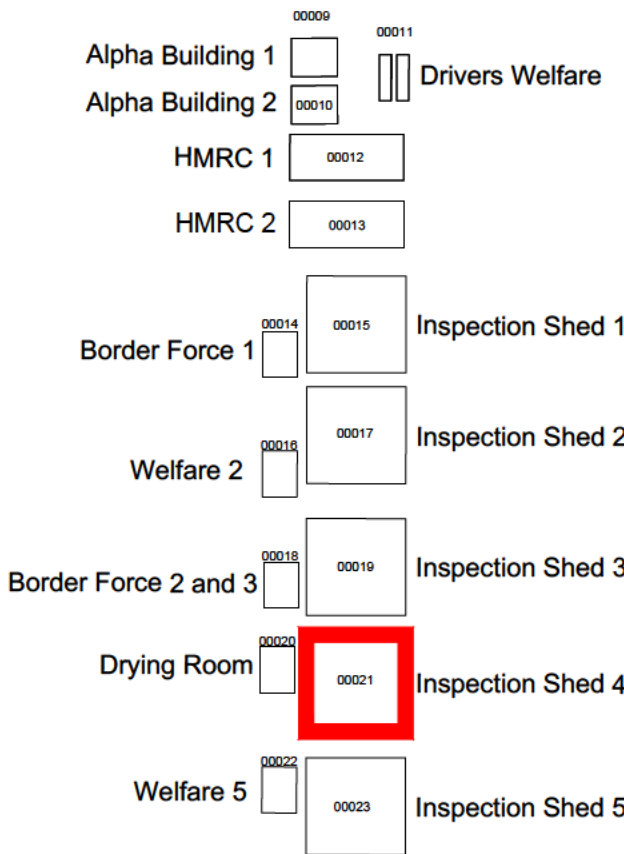 00009
00011
Alpha Building 1
Drivers Welfare
Alpha Building 2
00010
HMRC 1
00012
HMRC 2
00013
00014
00015
Inspection Shed 1
Border Force 1
00016
00017
Inspection Shed 2
Welfare 2
00018
00019
Inspection Shed 3
Border Force 2 and 3
00020
Drying Room
00021
Inspection Shed 4
00022
Welfare 5
00023
Inspection Shed 5